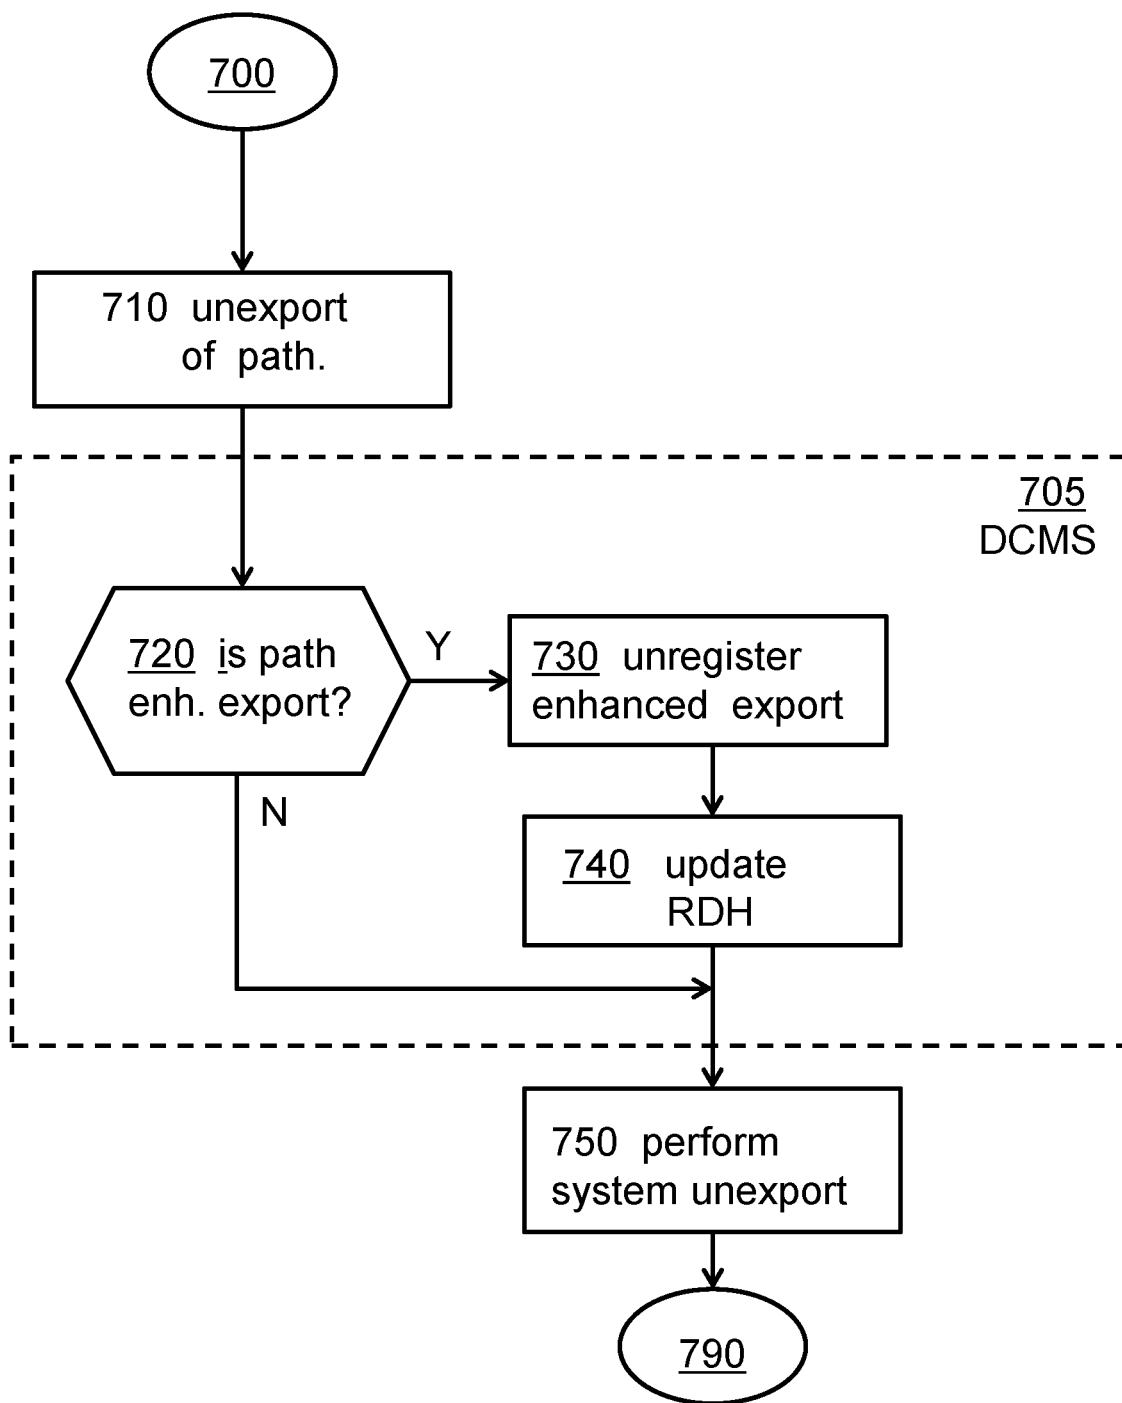 700
710 unexport
of path.
705
DCMS
720 is path
enh. export?
Y
730 unregister
enhanced export
N
740 update
RDH
750 perform
system unexport
790